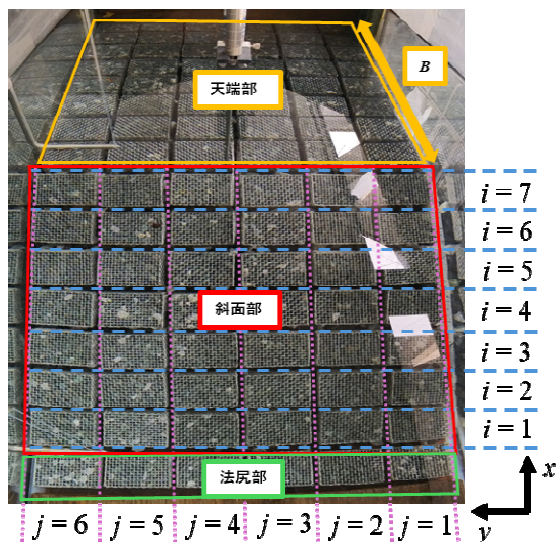 天端部
B
i = 7
i = 6
i = 5
斜面部
i = 4
i = 3
i = 2
i = 1
法尻部
x
y
j = 6 j = 5 j = 4 j = 3 j = 2 j = 1